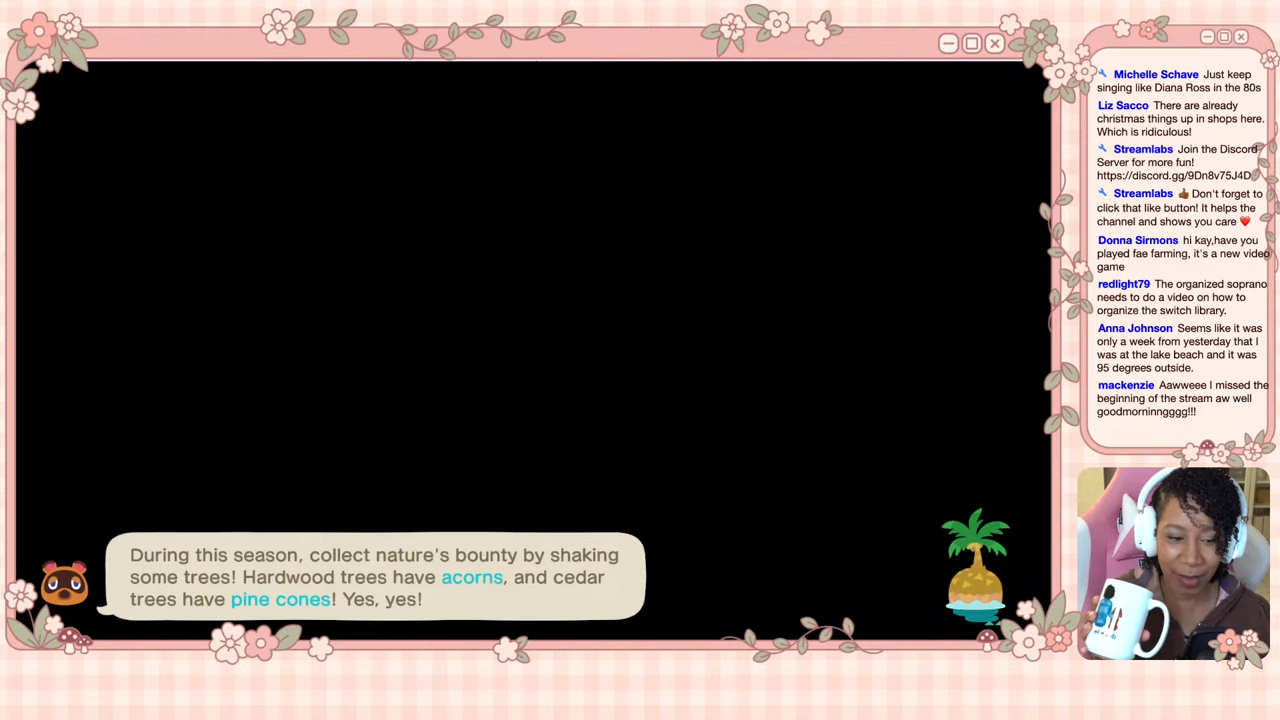 During this season, collect nature's bounty by shaking
some trees! Hardwood trees have acorns, and cedar
trees have pine cones! Yes, yes!
Michelle Schave Just keep
singing like Diana Ross in the 80s
Liz Sacco There are already
christmas things up in shops here.
Which is ridiculous!
Streamlabs Join the Discord
Server for more fun!
https://discord.gg/9Dn8v75J4D
Streamlabs 👍🏾 Don't forget to
click that like button! It helps the
channel and shows you care ❤️
Donna Sirmons hi kay,have you
played fae farming, it's a new video
game
redlight79 The organized soprano
needs to do a video on how to
organize the switch library.
Anna Johnson Seems like it was
only a week from yesterday that I
was at the lake beach and it was
95 degrees outside.
mackenzie Aawweee I missed the
beginning of the stream aw well
goodmorninngggg!!!